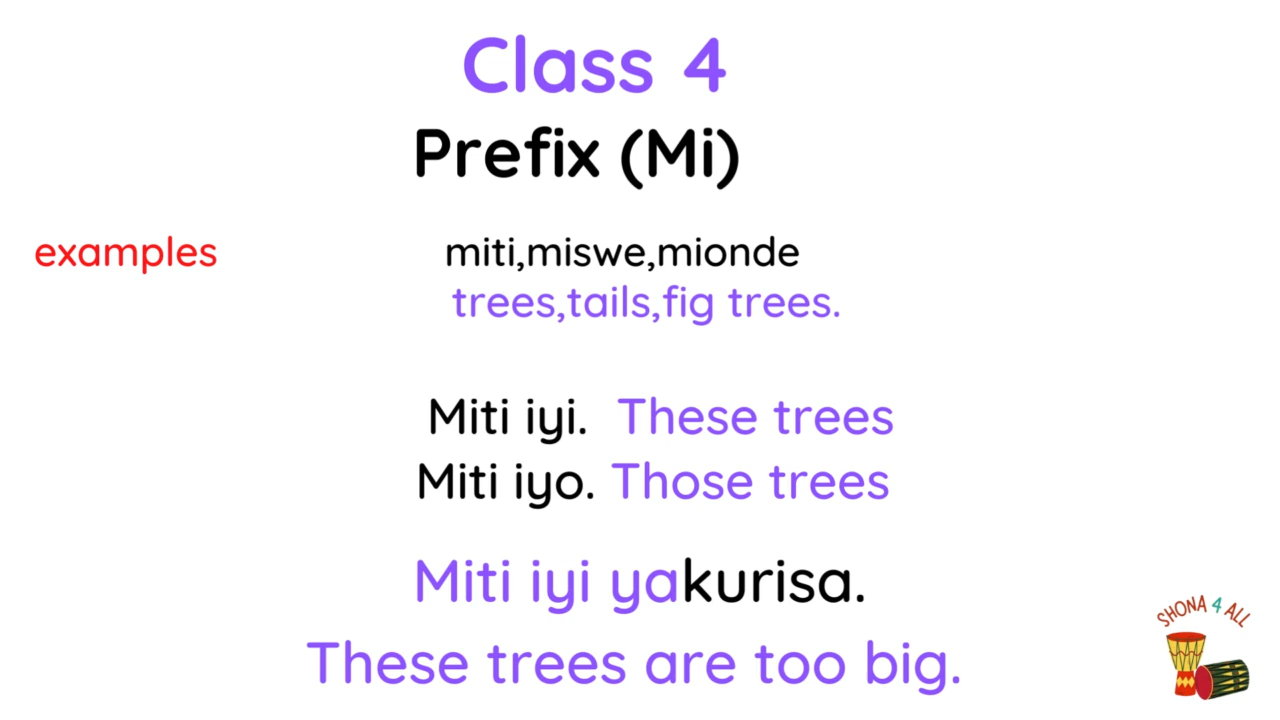 Class 4
Prefix (Mi)
examples
miti,miswe,mionde
trees,tails,fig trees.
Miti iyi. These trees
Miti iyo. Those trees
Miti iyi yakurisa.
These trees are too big.
SHONA 4 ALL